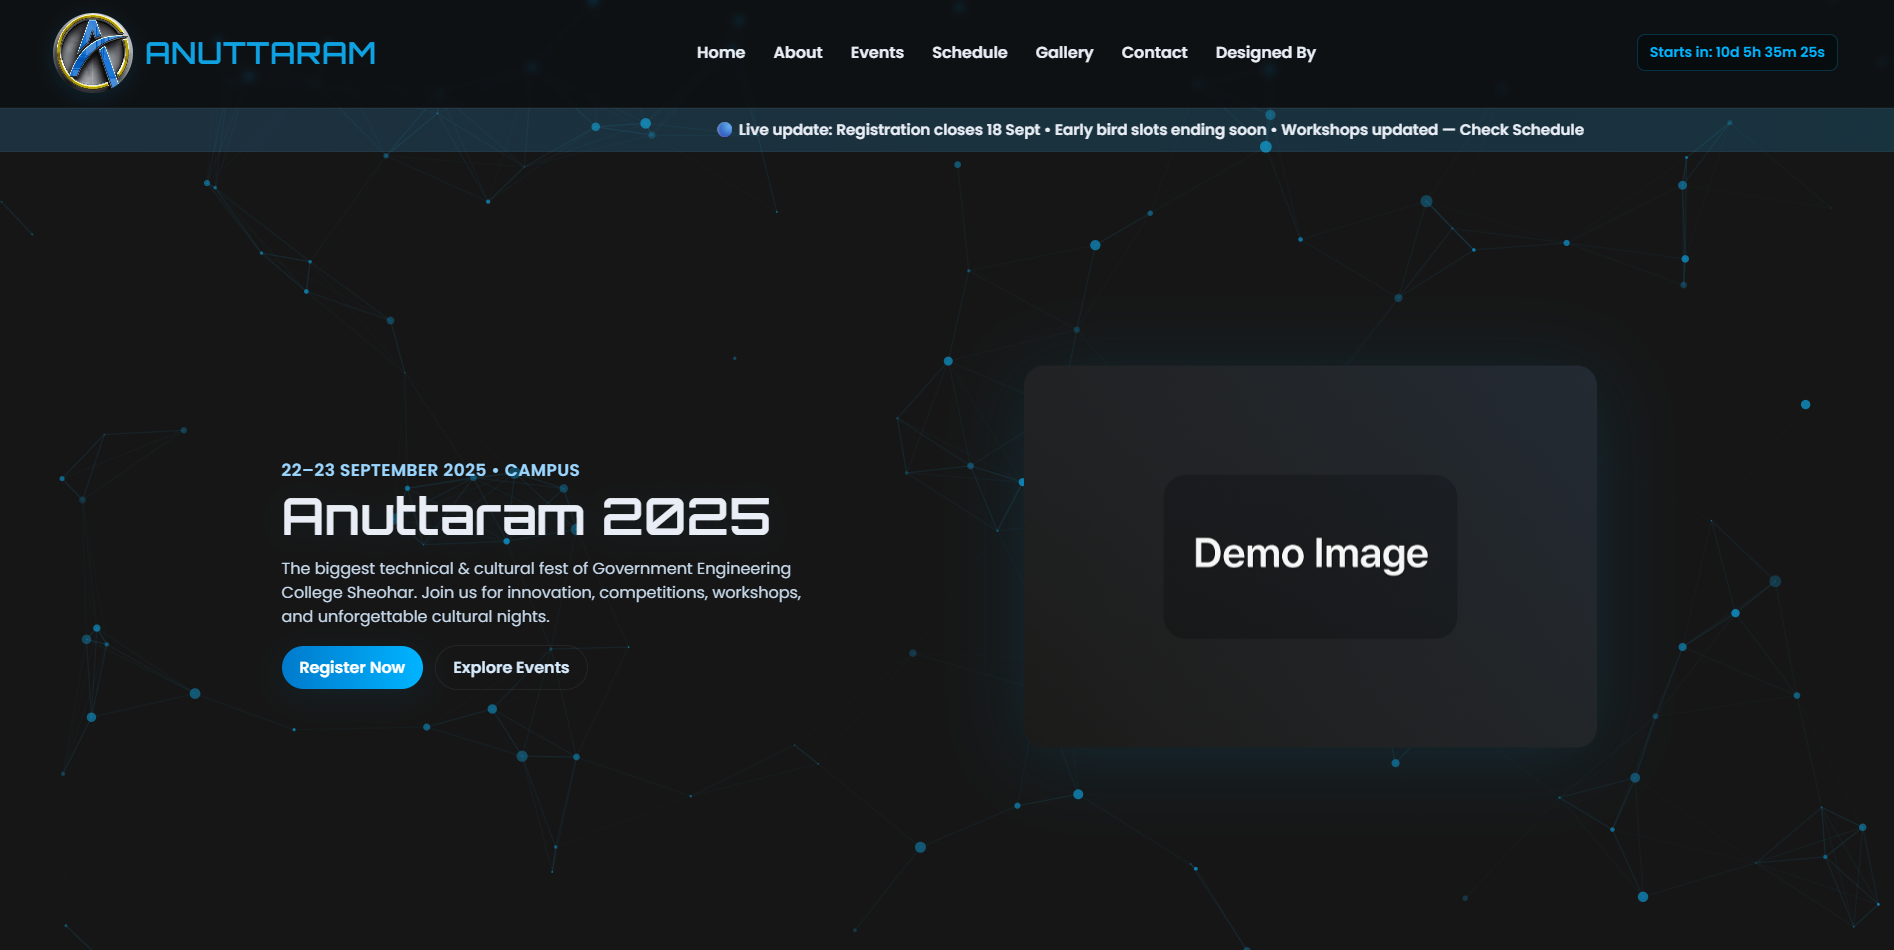 ANUTTARAM
Home About Events Schedule Gallery Contact Designed By
Starts in: 10d 5h 35m 25s
Live update: Registration closes 18 Sept • Early bird slots ending soon • Workshops updated — Check Schedule
22–23 SEPTEMBER 2025 • CAMPUS
Anuttaram 2025
The biggest technical & cultural fest of Government Engineering
College Sheohar. Join us for innovation, competitions, workshops,
and unforgettable cultural nights.
Register Now Explore Events
Demo Image